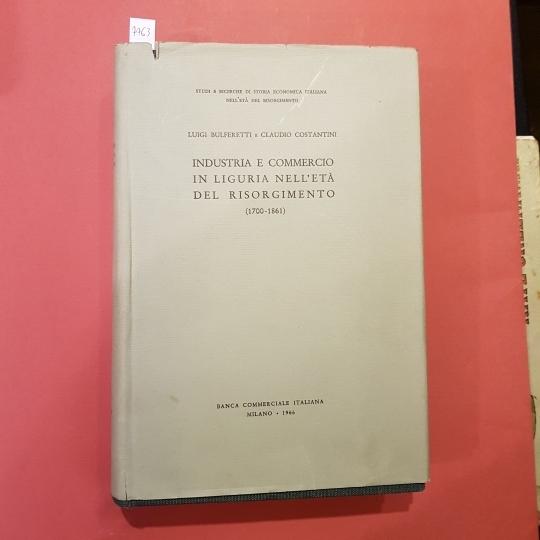 7963
STUDI E RICERCHE DI STORIA ECONOMICA ITALIANA
NELL'ETÀ DEL RISORGIMENTO
LUIGI BULFERETTI E CLAUDIO COSTANTINI
INDUSTRIA E COMMERCIO
IN LIGURIA NELL'ETÀ
DEL RISORGIMENTO
(1700-1861)
BANCA COMMERCIALE ITALIANA
MILANO • 1966